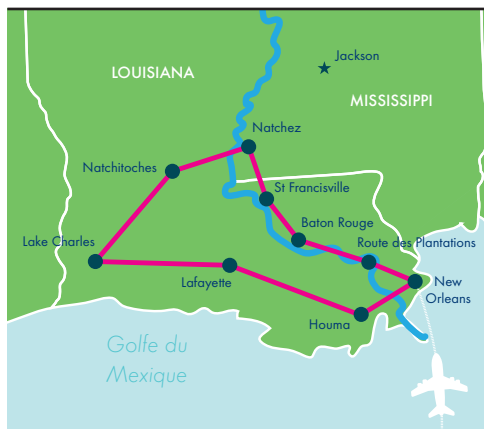 Jackson
LOUISIANA
MISSISSIPPI
Natchez
Natchitoches
St Francisville
Baton Rouge
Lake Charles
Route des Plantations
Lafayette
New
Orleans
Houma
Golfe du
Mexique